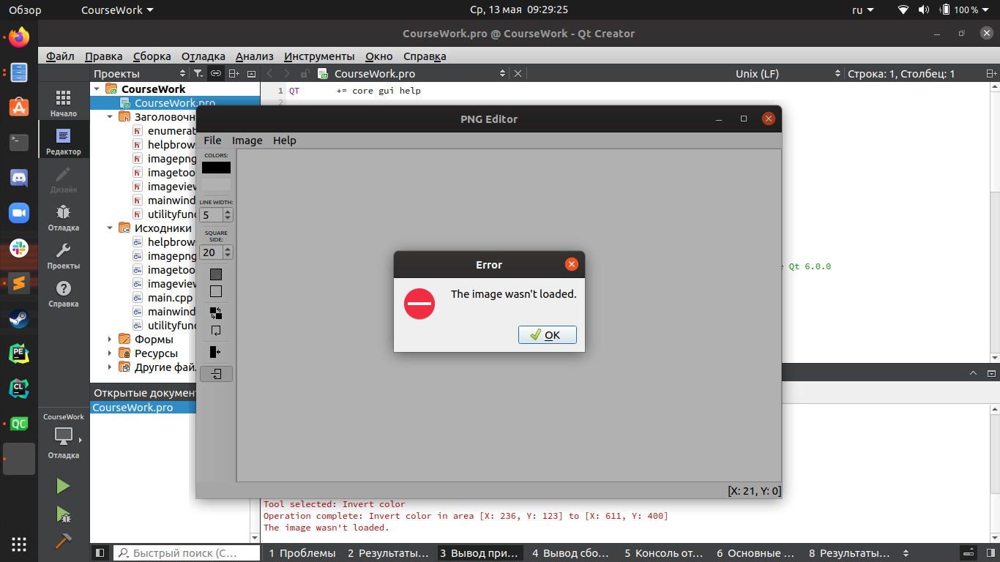 Обзор
CourseWork
Ср, 13 мая 09:29:25
ru
100 %
CourseWork.pro @ CourseWork - Qt Creator
Файл Правка Сборка Отладка Анализ Инструменты Окно Справка
Проекты
CourseWork.pro
Unix (LF)
Строка: 1, Столбец: 1
Начало
Редактор
Дизайн
Отладка
Проекты
Справка
CourseWork
CourseWork.pro
Заголовочн
enumerat
helpbrow
imagepng
imagetoo
imageview
mainwind
utilityfunc
Исходники
helpbrows
imagepng
imagetoo
imageview
main.cpp
mainwind
utilityfunc
Формы
Ресурсы
Другие фай
1 QT += core gui help
2
Qt 6.0.0
PNG Editor
File Image Help
COLORS:
LINE WIDTH:
5
SQUARE
SIDE:
20
Error
The image wasn't loaded.
OK
[X: 21, Y: 0]
Открытые документ
CourseWork.pro
CourseWork
Отладка
Tool selected: Invert color
Operation complete: Invert color in area [X: 236, Y: 123] to [X: 611, Y: 400]
The image wasn't loaded.
PE
CL
QC
Быстрый поиск (C…
1 Проблемы
2 Результаты…
3 Вывод при…
4 Вывод сбо…
5 Консоль от…
6 Основные …
8 Результаты…